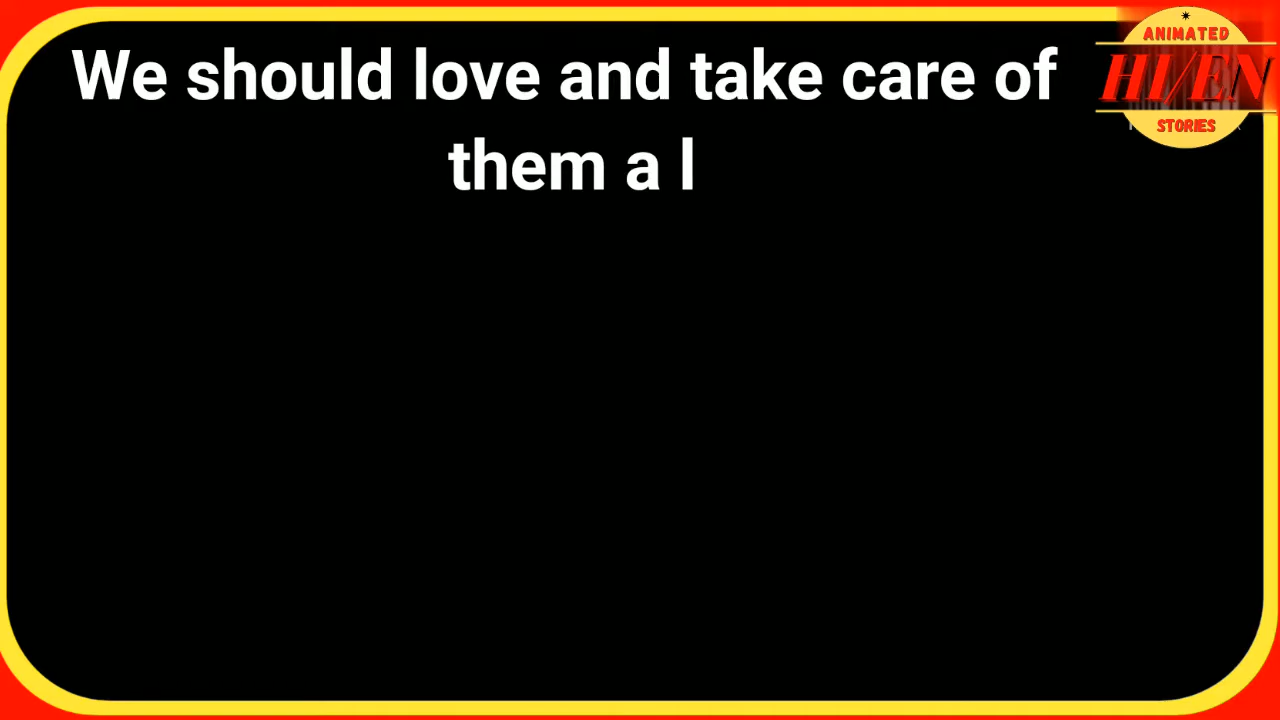 We should love and take care of
them a l
ANIMATED
HI/EN
STORIES